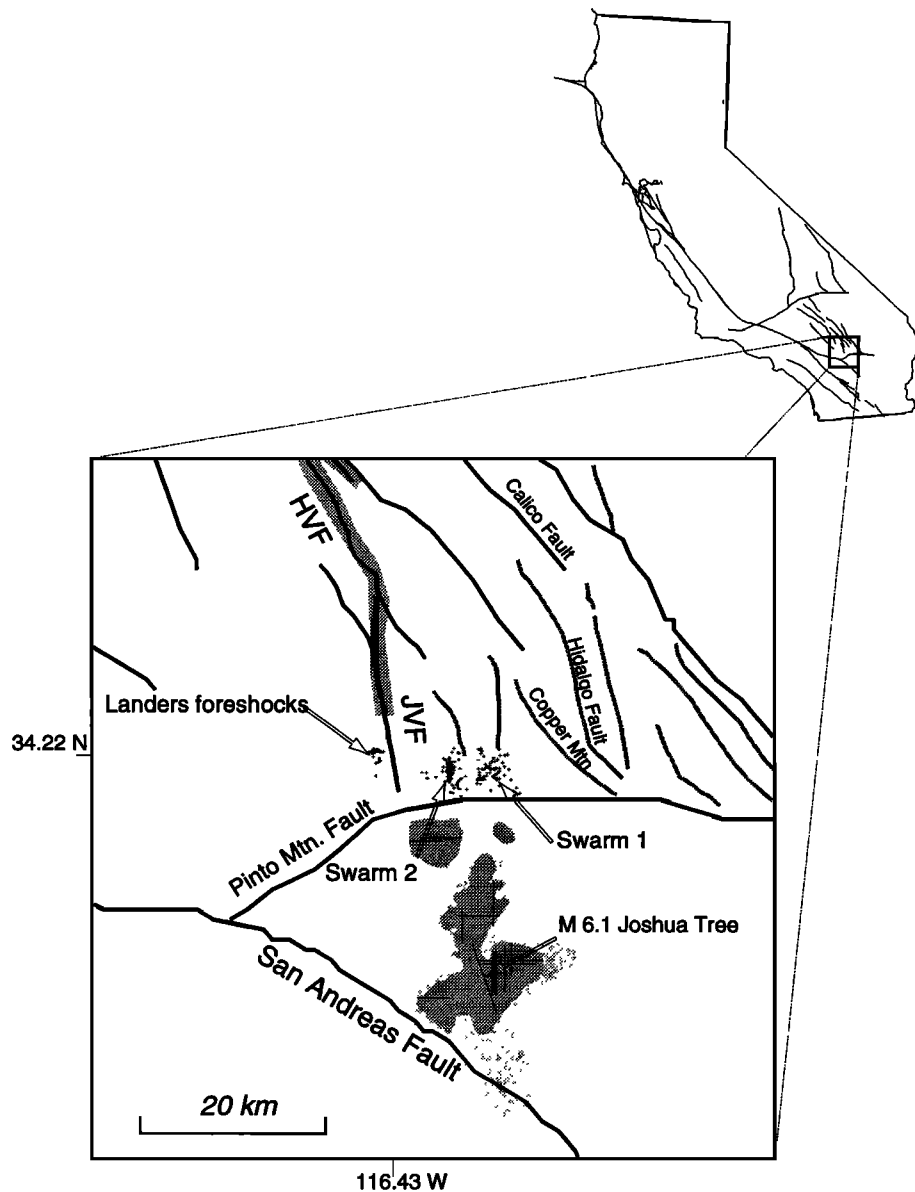 HVF
Calico Fault
Hidalgo Fault
Landers foreshocks
JVF
Copper Mtn.
34.22 N
Pinto Mtn. Fault
Swarm 1
Swarm 2
M 6.1 Joshua Tree
San Andreas Fault
20 km
116.43 W